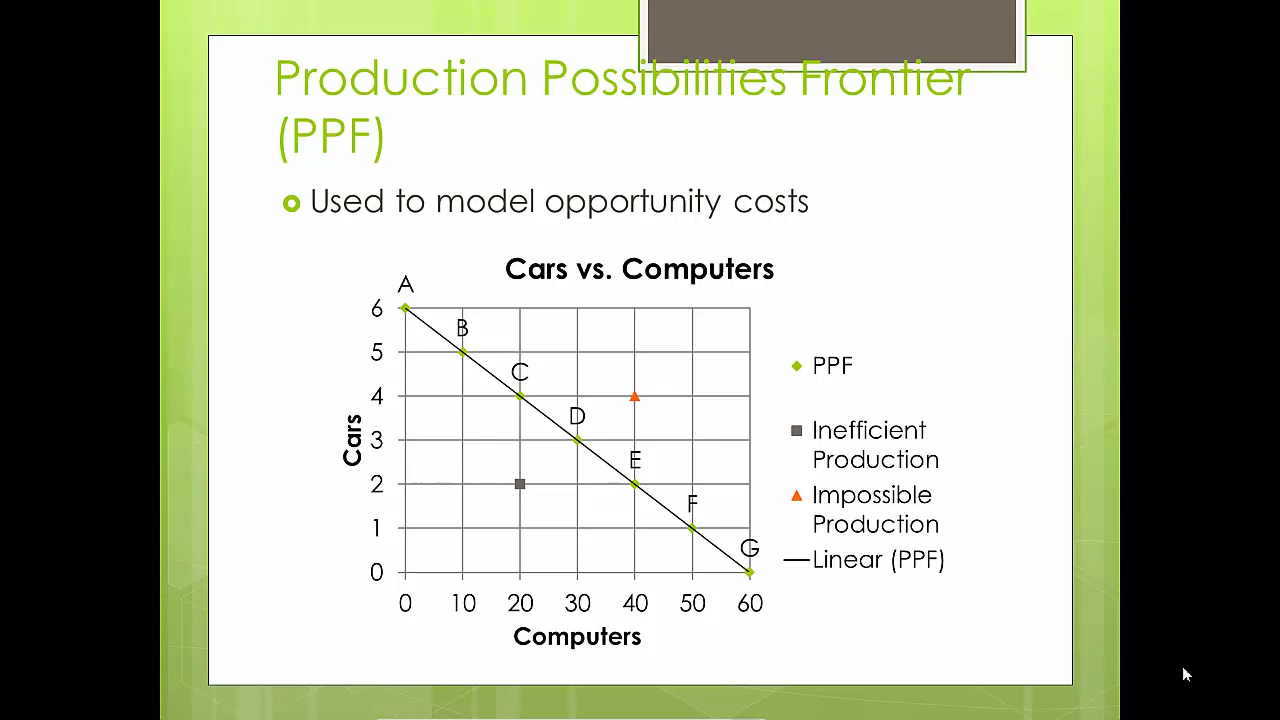 Production Possibilities Frontier
(PPF)
Used to model opportunity costs
Cars vs. Computers
A
B
C
D
E
F
G
6
5
4
3
2
1
0
Cars
0 10 20 30 40 50 60
Computers
PPF
Inefficient
Production
Impossible
Production
Linear (PPF)